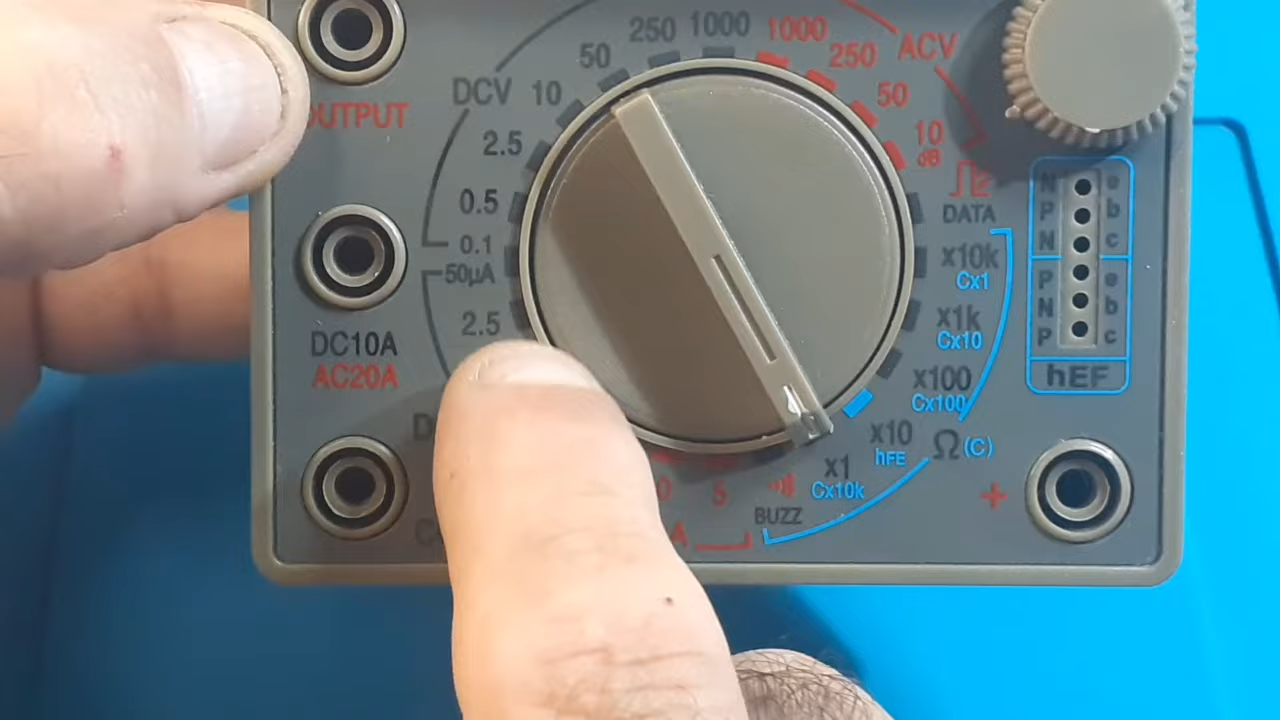 OUTPUT
DCV
10
50
250
1000
1000
250
50
10
dB
ACV
2.5
0.5
0.1
50µA
2.5
DATA
x10k
Cx1
x1k
Cx10
x100
Cx100
x10
hFE
Ω(C)
x1
Cx10k
BUZZ
5
DC10A
AC20A
+
N e
P b
N c
P e
N b
P c
hEF